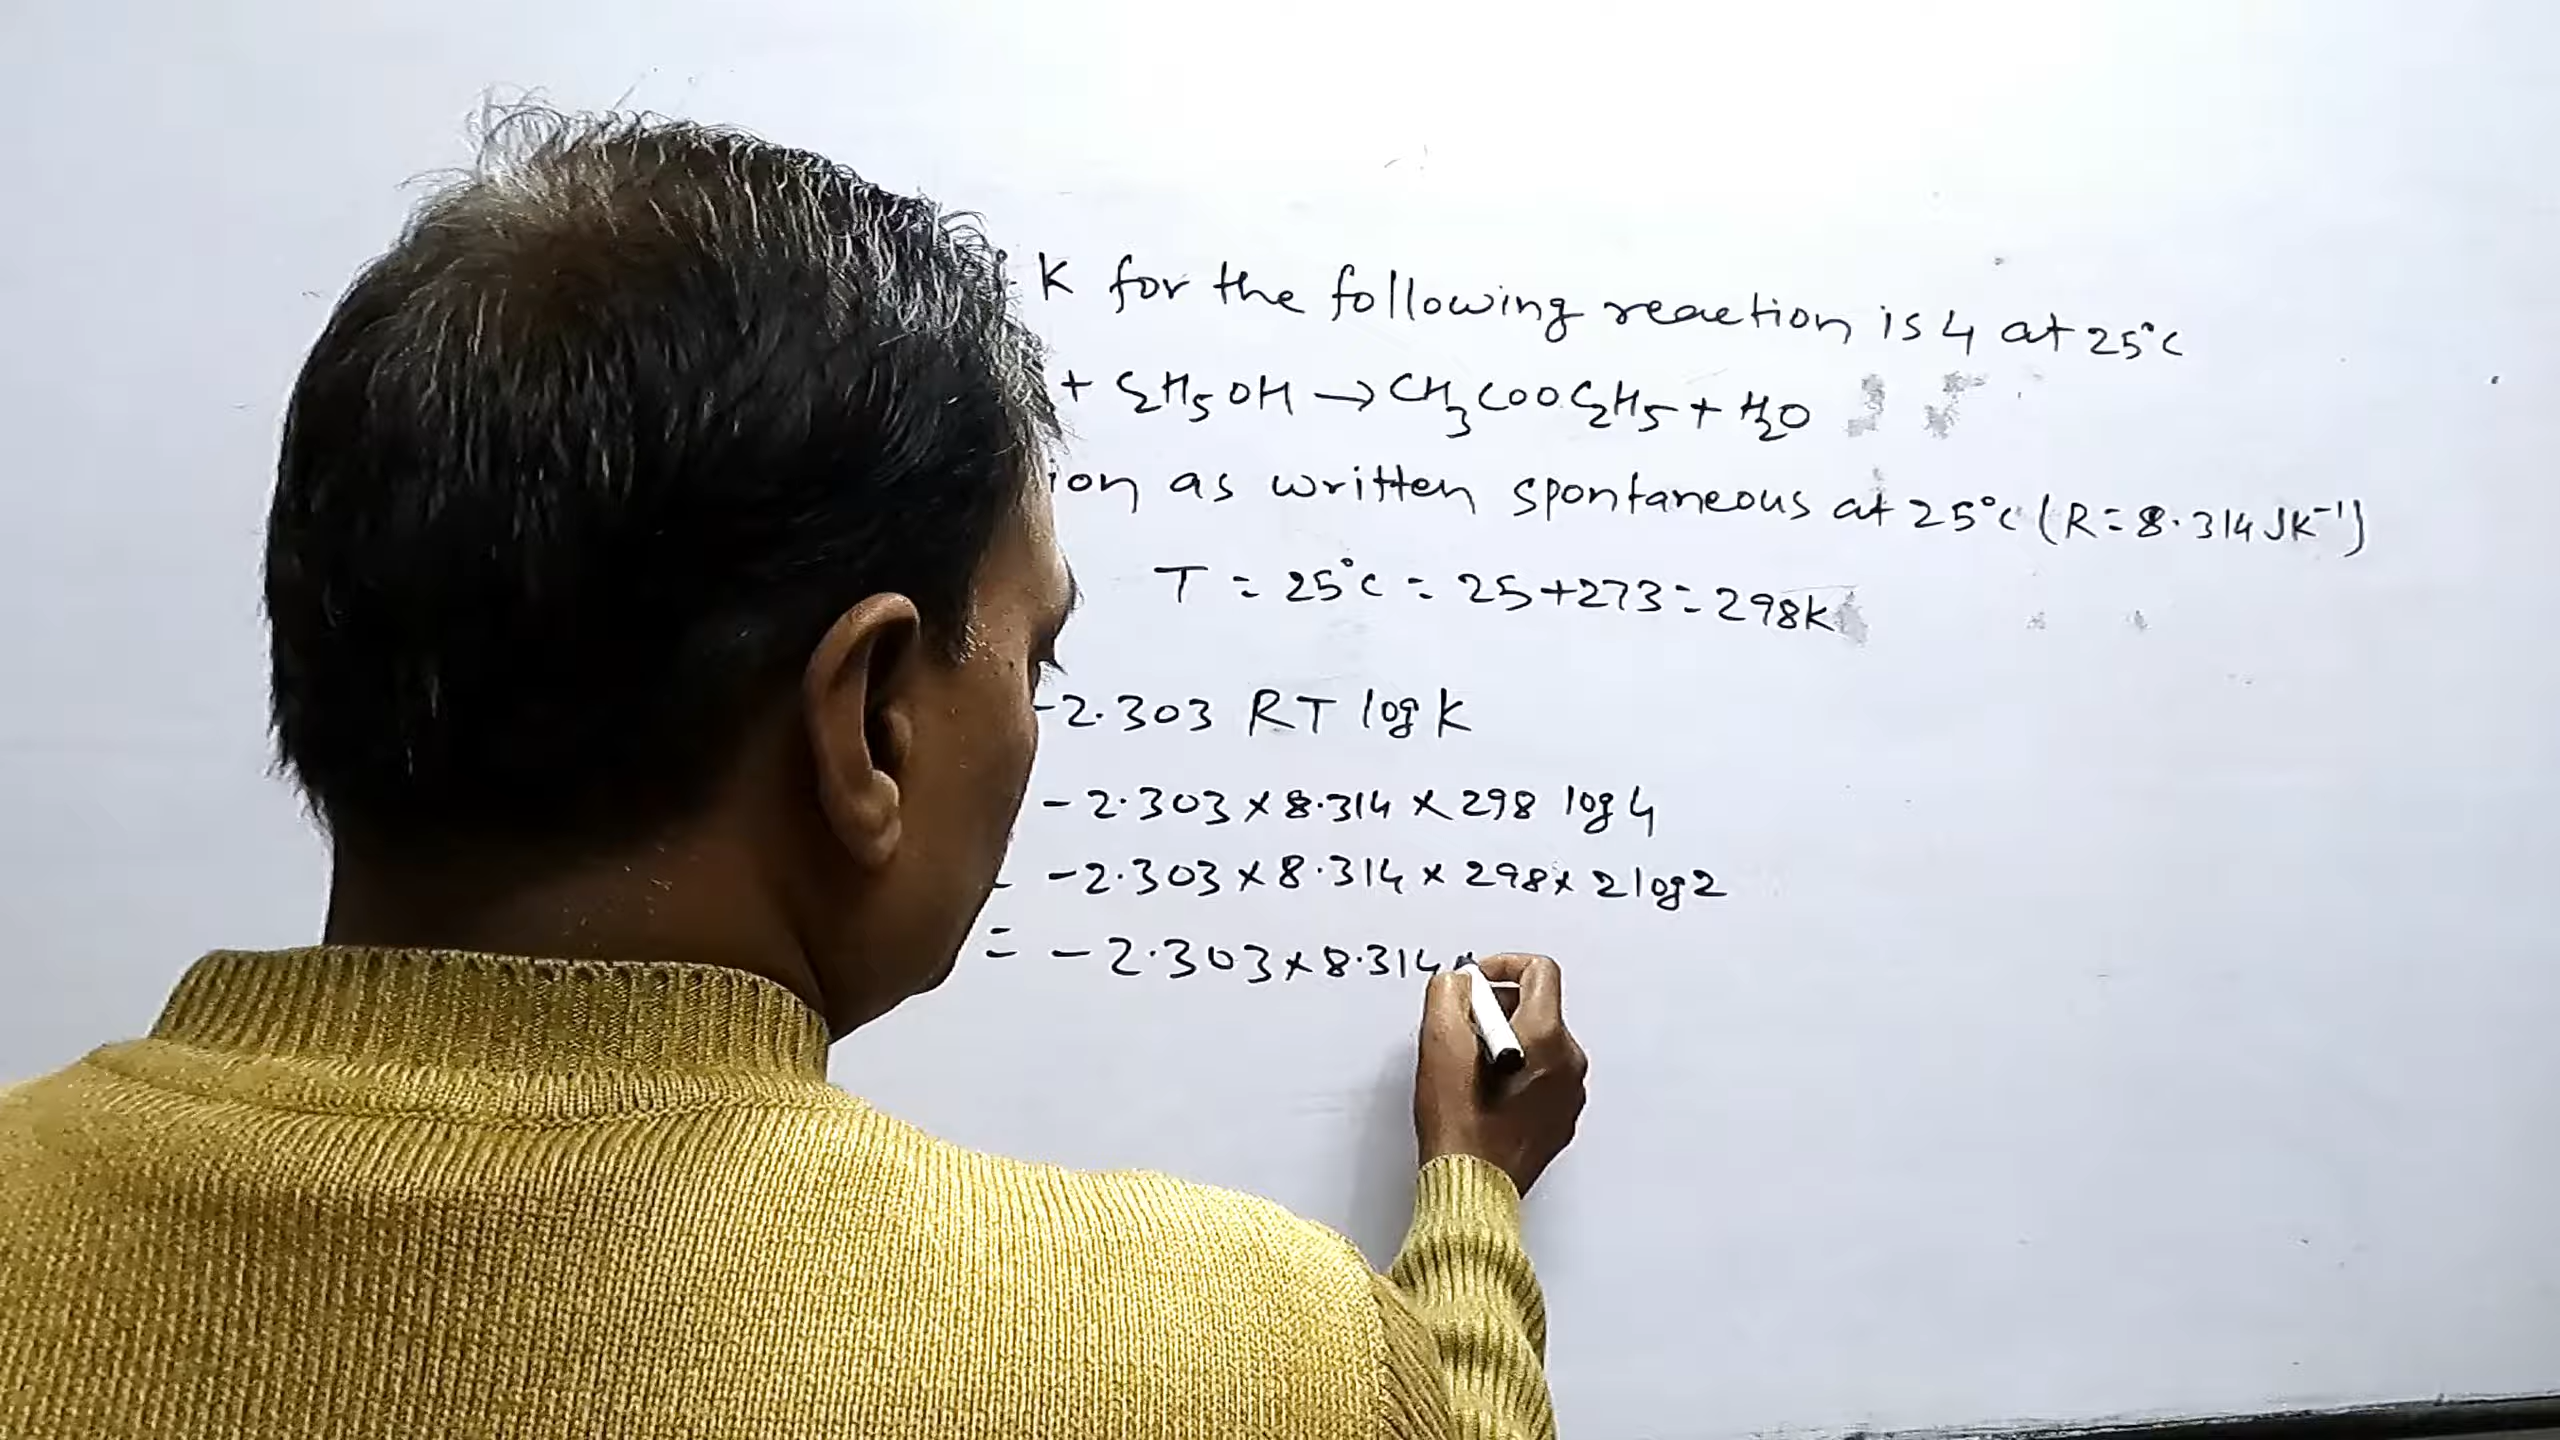 K for the following reaction is 4 at 25°C
+ C₂H₅OH → CH₃COOC₂H₅ + H₂O
ion as written spontaneous at 25°C (R = 8.314 JK⁻¹)
T = 25°C = 25+273 = 298K
-2.303 RT log K
-2.303 × 8.314 × 298 log 4
= -2.303 × 8.314 × 298 × 2 log 2
= -2.303 × 8.314